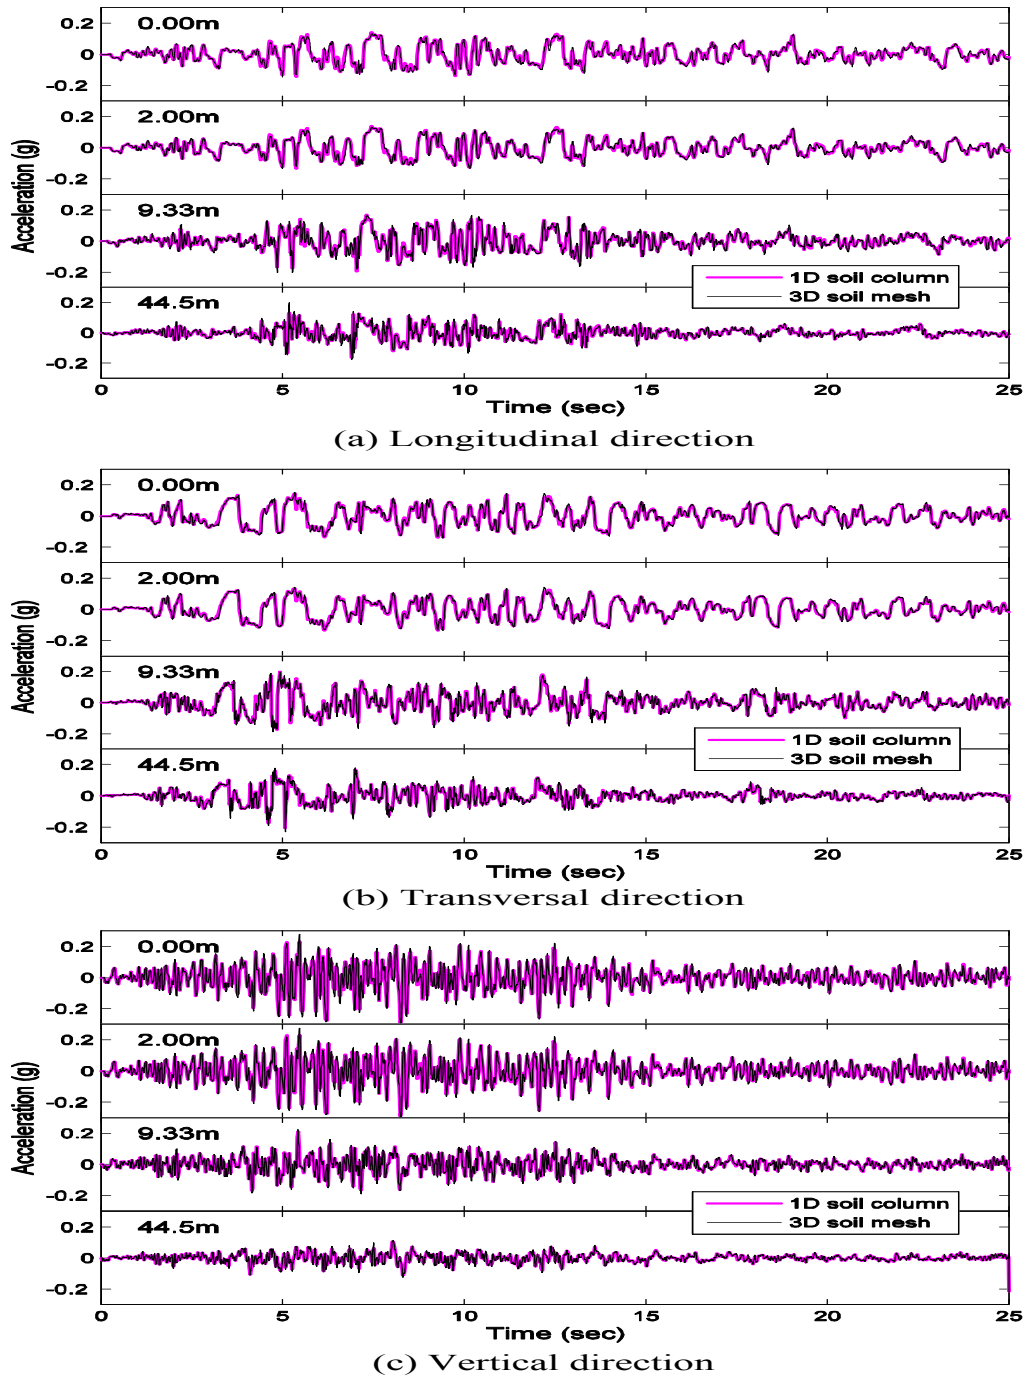 0.2
0.00m
0
-0.2
0.2
2.00m
0
-0.2
Acceleration (g)
0.2
9.33m
0
-0.2
1D soil column
3D soil mesh
0.2
44.5m
0
-0.2
0 5 10 15 20 25
Time (sec)
(a) Longitudinal direction
0.2
0.00m
0
-0.2
0.2
2.00m
0
-0.2
Acceleration (g)
0.2
9.33m
0
-0.2
1D soil column
3D soil mesh
0.2
44.5m
0
-0.2
0 5 10 15 20 25
Time (sec)
(b) Transversal direction
0.2
0.00m
0
-0.2
0.2
2.00m
0
-0.2
Acceleration (g)
0.2
9.33m
0
-0.2
1D soil column
3D soil mesh
0.2
44.5m
0
-0.2
0 5 10 15 20 25
Time (sec)
(c) Vertical direction